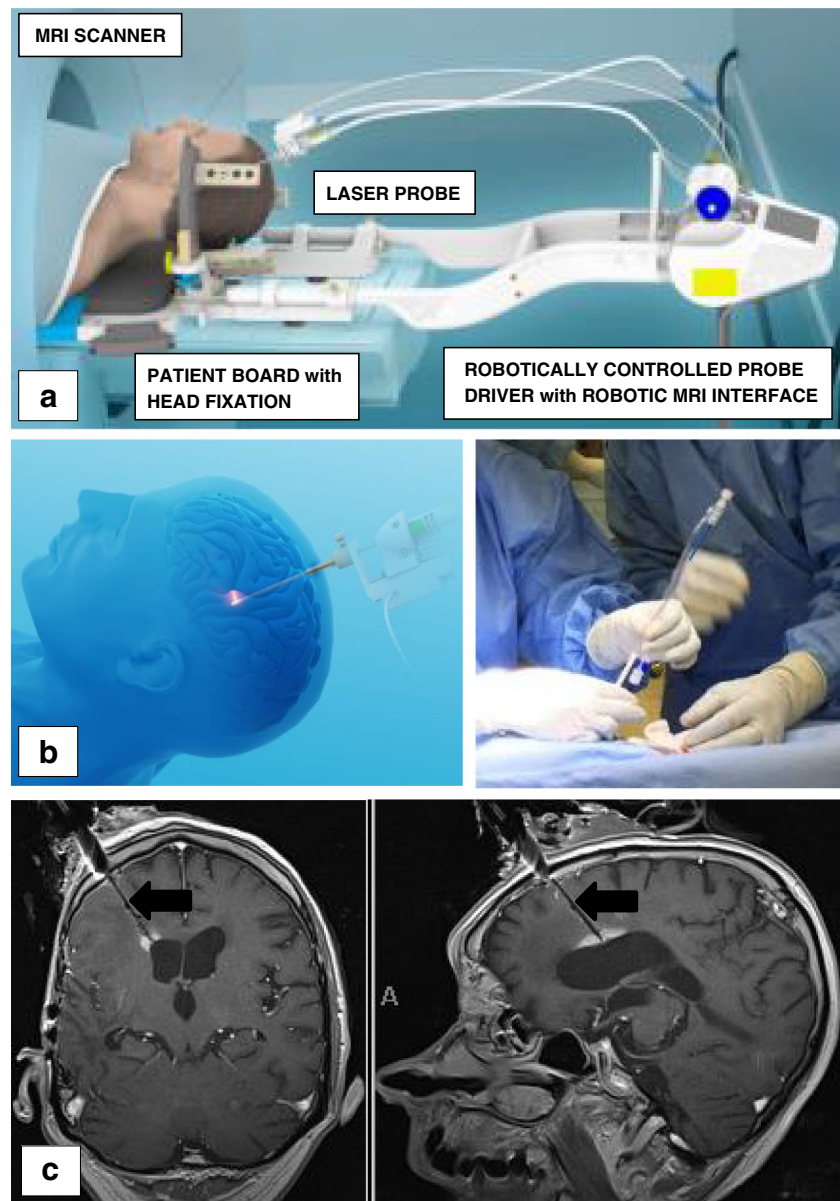 MRI SCANNER
LASER PROBE
PATIENT BOARD with
HEAD FIXATION
ROBOTICALLY CONTROLLED PROBE
DRIVER with ROBOTIC MRI INTERFACE
a
b
A
c